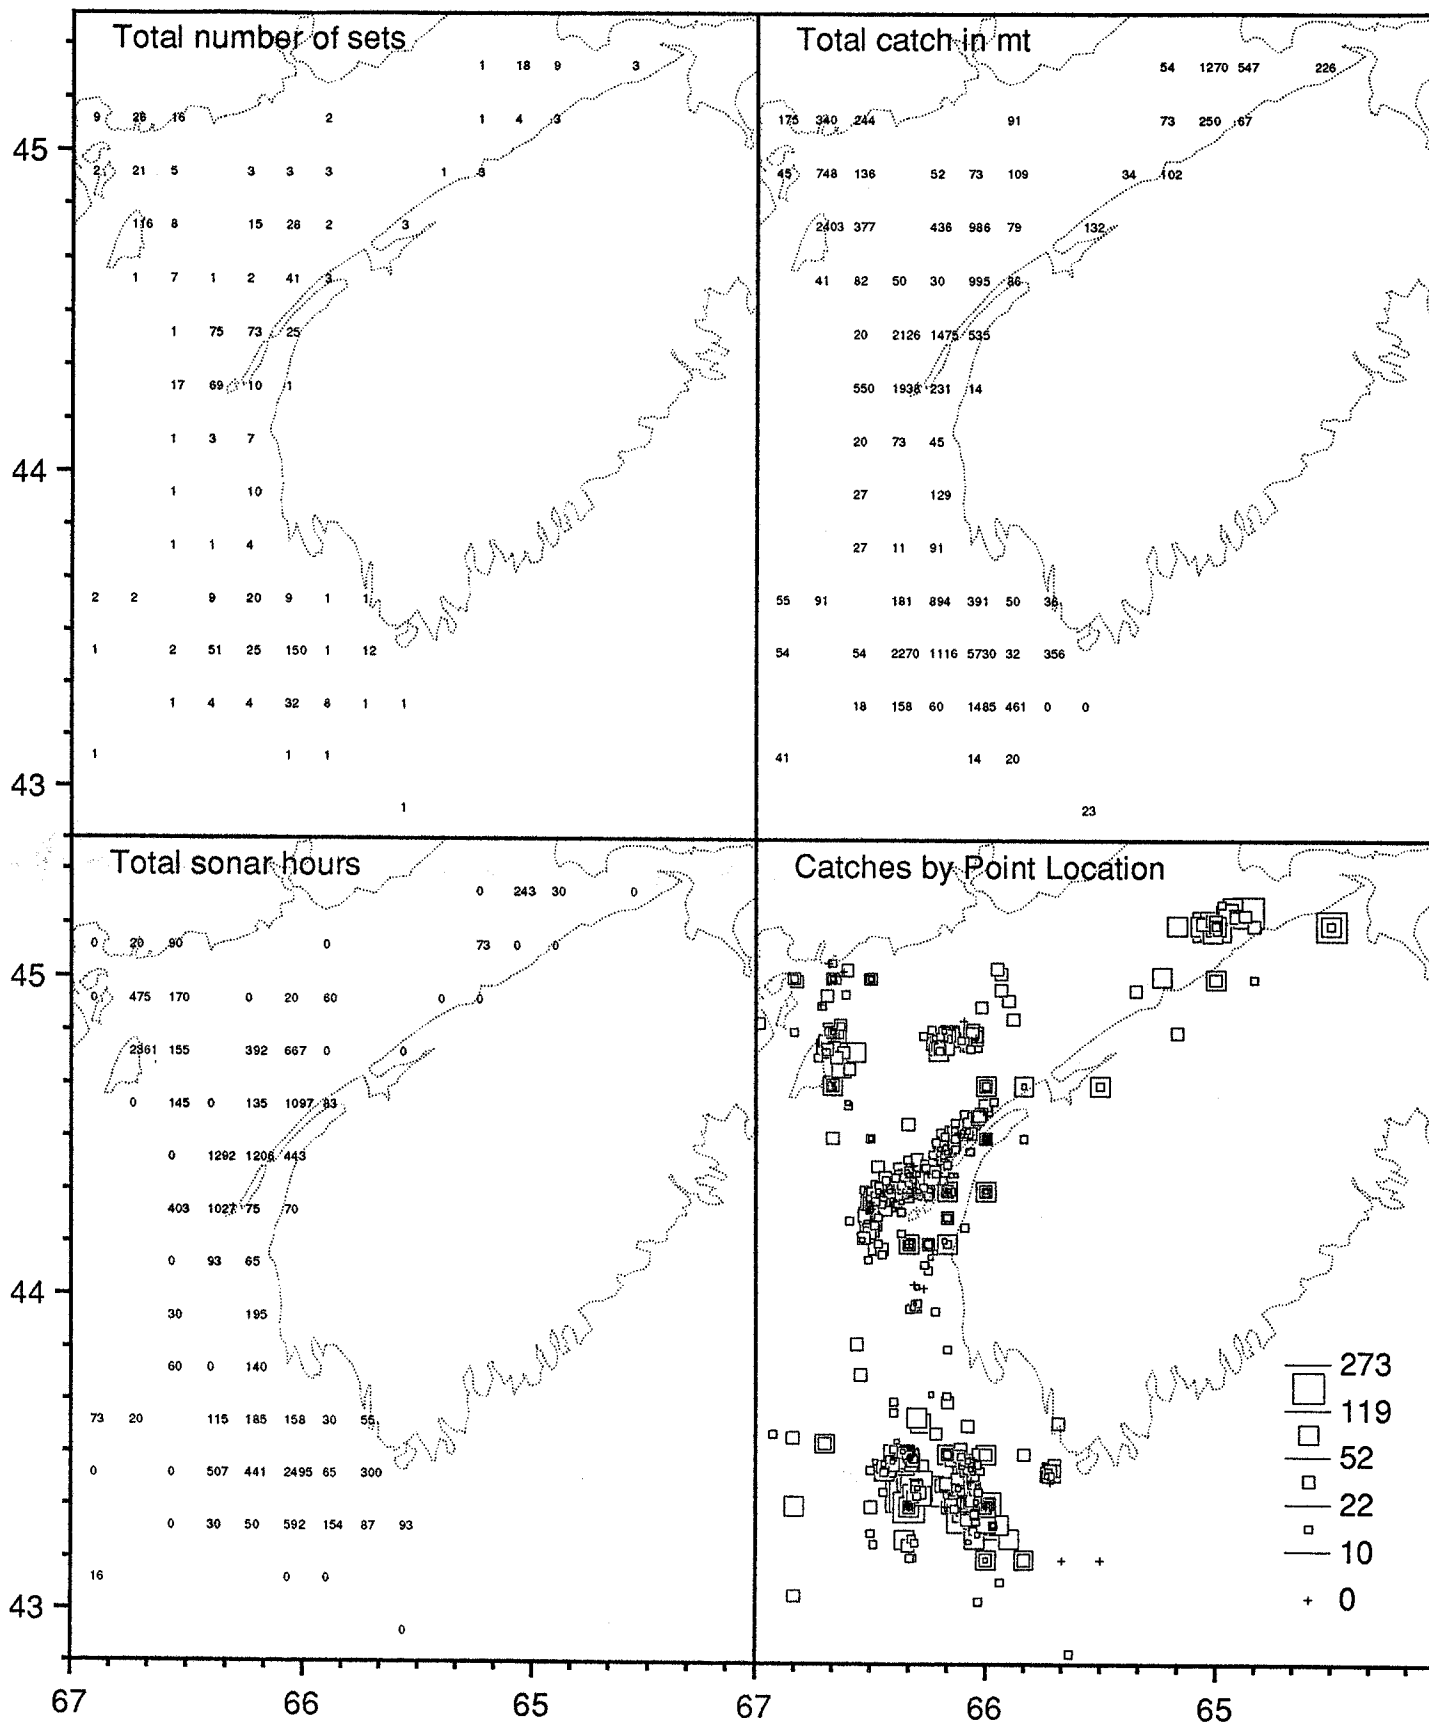 Total number of sets
1 18 9 3
9 26 16 2 1 4 3
45
2 21 5 3 3 3 1 3
116 8 15 28 2 3
1 7 1 2 41 3
1 75 73 25
17 69 10 1
1 3 7
44
1 10
1 1 4
2 2 9 20 9 1 1
1 2 51 25 150 1 12
1 4 4 32 8 1 1
1 1 1
43
1
Total catch in mt
54 1270 547 226
175 340 244 91 73 250 67
45 748 136 52 73 109 34 102
2403 377 436 986 79 132
41 82 50 30 995 86
20 2126 1475 535
550 1938 231 14
20 73 45
27 129
27 11 91
55 91 181 894 391 50 36
54 54 2270 1116 5730 32 356
18 158 60 1485 461 0 0
41 14 20
23
Total sonar hours
0 243 30 0
0 20 90 0 73 0 0
45
0 475 170 0 20 60 0 0
2361 155 392 667 0 0
0 145 0 135 1097 83
0 1292 1206 443
403 1027 75 70
0 93 65
44
30 195
60 0 140
73 20 115 185 158 30 55
0 0 507 441 2495 65 300
0 30 50 592 154 87 93
16 0 0
43
0
67 66 65
Catches by Point Location
273
119
52
22
10
+ 0
67 66 65